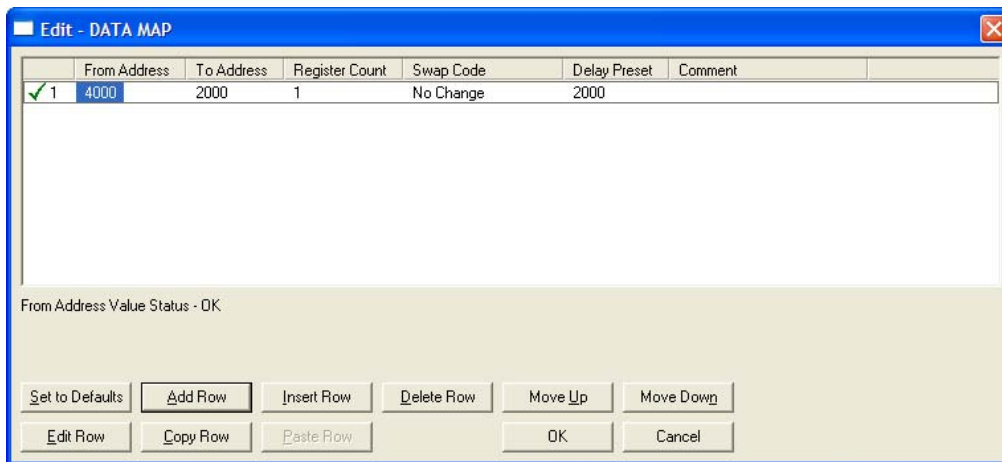 Edit - DATA MAP
From Address To Address Register Count Swap Code Delay Preset Comment
1 4000 2000 1 No Change 2000
From Address Value Status - OK
Set to Defaults Add Row Insert Row Delete Row Move Up Move Down
Edit Row Copy Row Paste Row OK Cancel